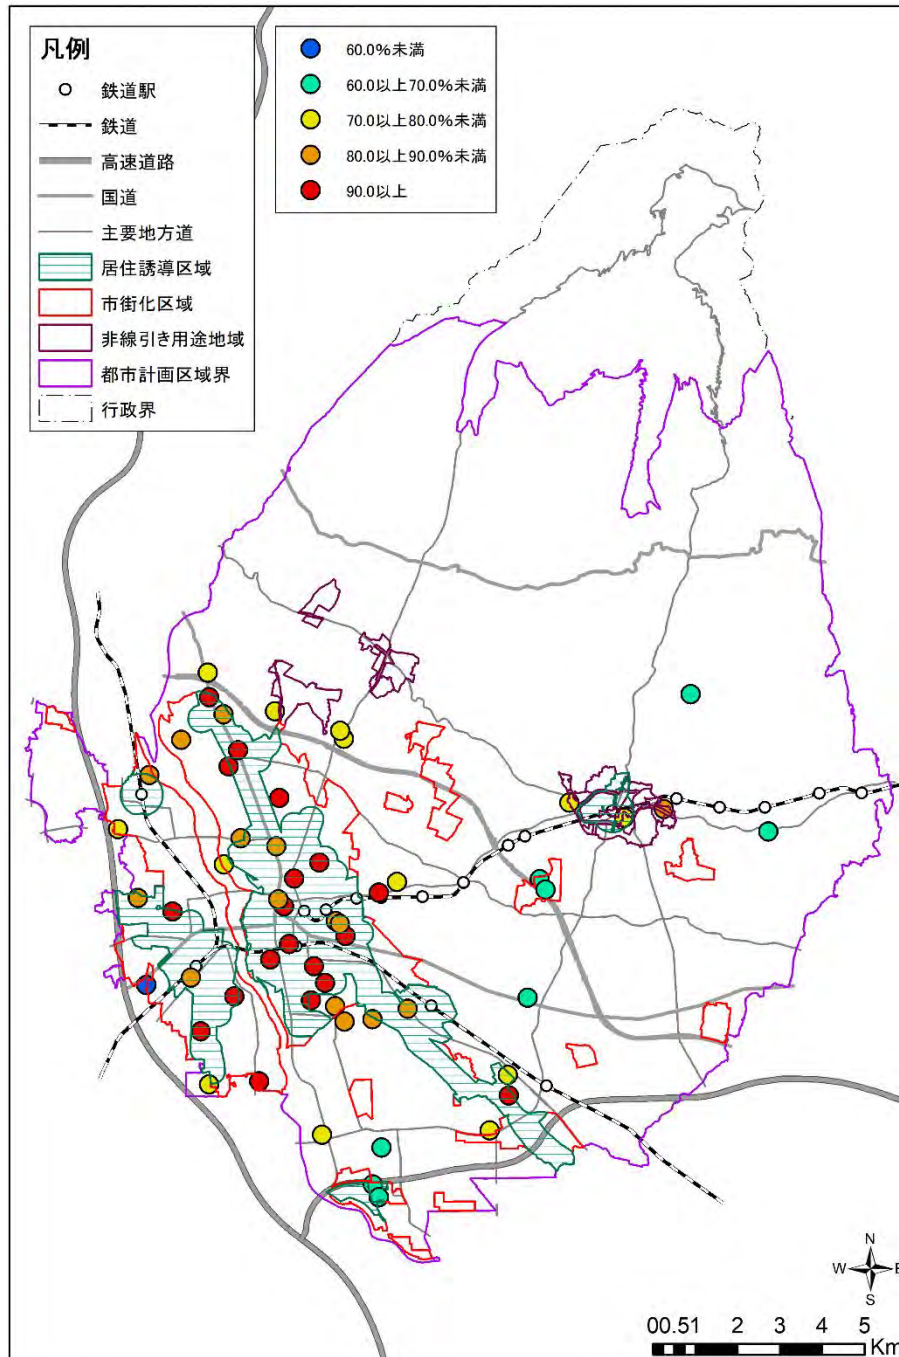 凡例
鉄道駅
鉄道
高速道路
国道
主要地方道
居住誘導区域
市街化区域
非線引き用途地域
都市計画区域界
行政界
60.0%未満
60.0以上70.0%未満
70.0以上80.0%未満
80.0以上90.0%未満
90.0以上
N
W E
S
00.51 2 3 4 5
Km